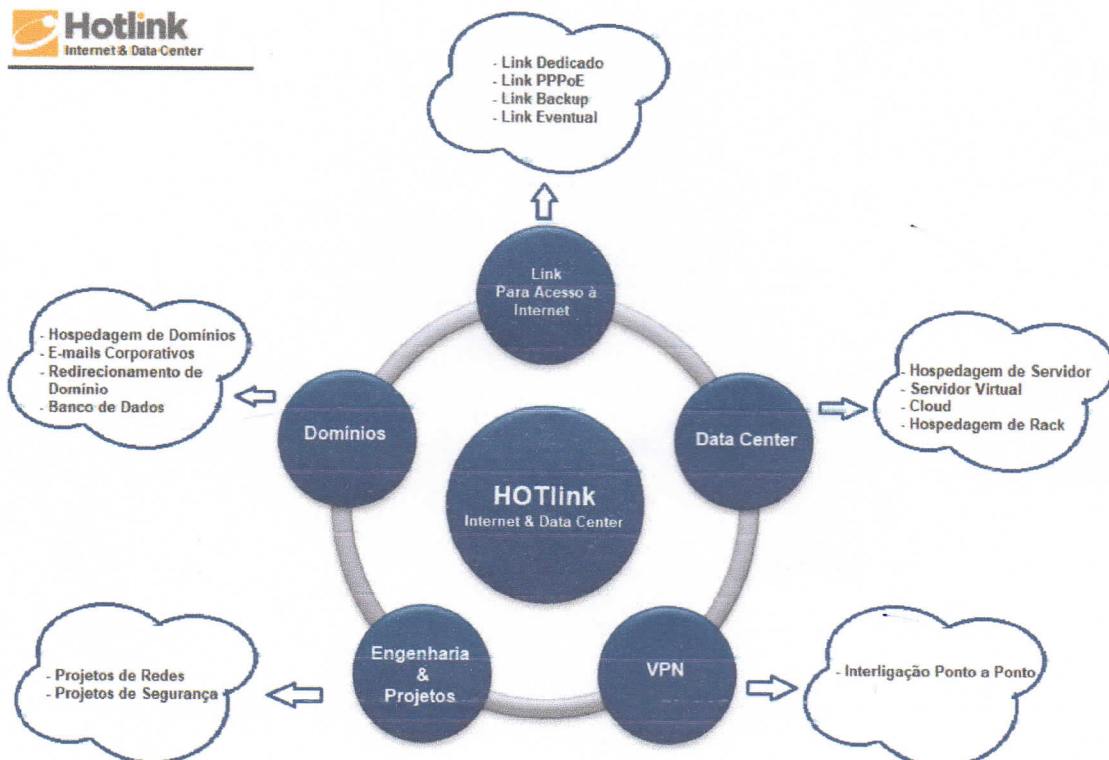 Hotlink
Internet & Data Center
- Link Dedicado
- Link PPPoE
- Link Backup
- Link Eventual
Link
Para Acesso à
Internet
- Hospedagem de Domínios
- E-mails Corporativos
- Redirecionamento de
Domínio
- Banco de Dados
Domínios
Data Center
- Hospedagem de Servidor
- Servidor Virtual
- Cloud
- Hospedagem de Rack
HOTlink
Internet & Data Center
- Projetos de Redes
- Projetos de Segurança
Engenharia
&
Projetos
VPN
- Interligação Ponto a Ponto